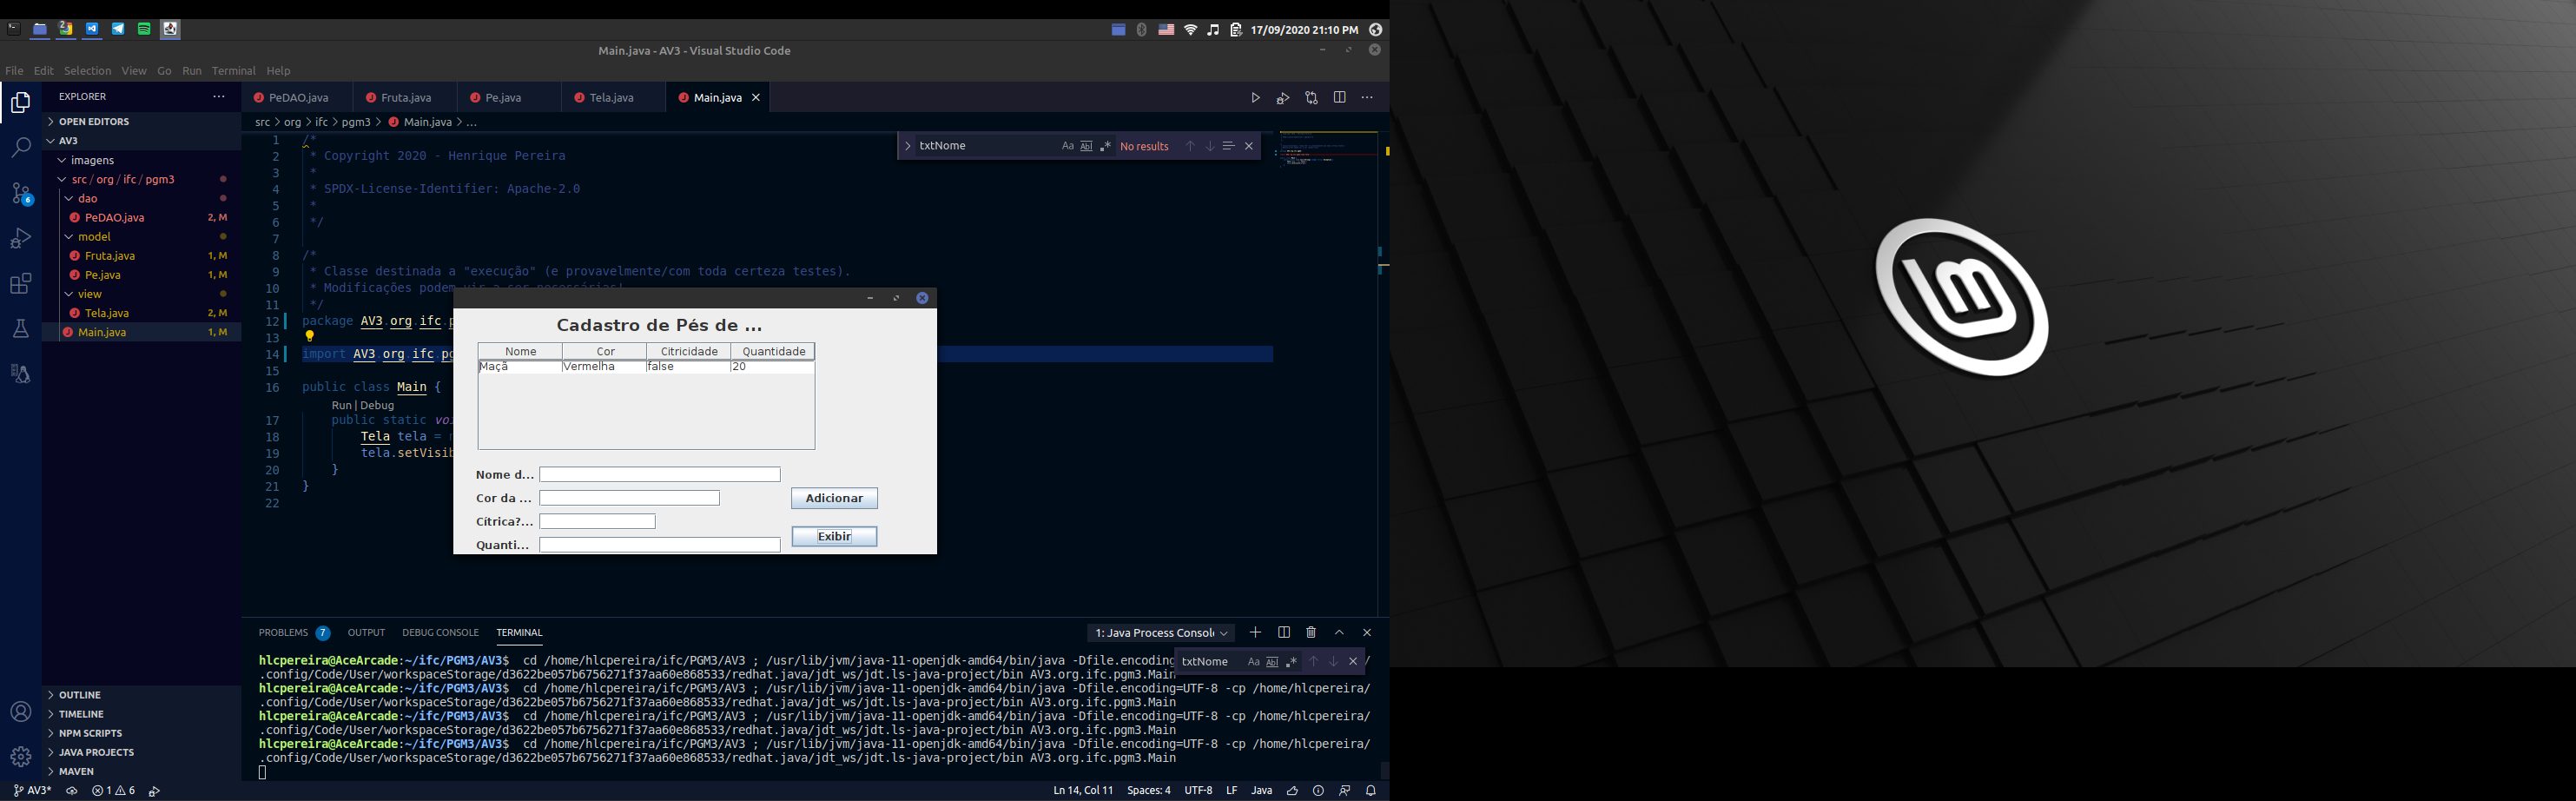 17/09/2020 21:10 PM
Main.java - AV3 - Visual Studio Code
File Edit Selection View Go Run Terminal Help
EXPLORER
OPEN EDITORS
AV3
imagens
src / org / ifc / pgm3
dao
PeDAO.java 2, M
model
Fruta.java 1, M
Pe.java 1, M
view
Tela.java 2, M
Main.java 1, M
6
OUTLINE
TIMELINE
NPM SCRIPTS
JAVA PROJECTS
MAVEN
PeDAO.java Fruta.java Pe.java Tela.java Main.java
src > org > ifc > pgm3 > Main.java > ...
txtNome Aa Abl .* No results
1 /*
2 * Copyright 2020 - Henrique Pereira
3 *
4 * SPDX-License-Identifier: Apache-2.0
5 *
6 */
7
8 /*
9 * Classe destinada a "execução" (e provavelmente/com toda certeza testes).
10 * Modificações podem vir a ser necessárias!
11 */
12 package AV3.org.ifc.p
13
14 import AV3.org.ifc.pg
15
16 public class Main {
Run | Debug
17 public static voi
18 Tela tela =
19 tela.setVisib
20 }
21 }
22
Cadastro de Pés de ...
Nome Cor Citricidade Quantidade
Maçã Vermelha false 20
Nome d...
Cor da ...
Cítrica?...
Quanti...
Adicionar
Exibir
PROBLEMS 7 OUTPUT DEBUG CONSOLE TERMINAL
1: Java Process Consol
txtNome Aa Abl .*
hlcpereira@AceArcade:~/ifc/PGM3/AV3$ cd /home/hlcpereira/ifc/PGM3/AV3 ; /usr/lib/jvm/java-11-openjdk-amd64/bin/java -Dfile.encoding /
.config/Code/User/workspaceStorage/d3622be057b6756271f37aa60e868533/redhat.java/jdt_ws/jdt.ls-java-project/bin AV3.org.ifc.pgm3.Main
hlcpereira@AceArcade:~/ifc/PGM3/AV3$ cd /home/hlcpereira/ifc/PGM3/AV3 ; /usr/lib/jvm/java-11-openjdk-amd64/bin/java -Dfile.encoding=UTF-8 -cp /home/hlcpereira/
.config/Code/User/workspaceStorage/d3622be057b6756271f37aa60e868533/redhat.java/jdt_ws/jdt.ls-java-project/bin AV3.org.ifc.pgm3.Main
hlcpereira@AceArcade:~/ifc/PGM3/AV3$ cd /home/hlcpereira/ifc/PGM3/AV3 ; /usr/lib/jvm/java-11-openjdk-amd64/bin/java -Dfile.encoding=UTF-8 -cp /home/hlcpereira/
.config/Code/User/workspaceStorage/d3622be057b6756271f37aa60e868533/redhat.java/jdt_ws/jdt.ls-java-project/bin AV3.org.ifc.pgm3.Main
hlcpereira@AceArcade:~/ifc/PGM3/AV3$ cd /home/hlcpereira/ifc/PGM3/AV3 ; /usr/lib/jvm/java-11-openjdk-amd64/bin/java -Dfile.encoding=UTF-8 -cp /home/hlcpereira/
.config/Code/User/workspaceStorage/d3622be057b6756271f37aa60e868533/redhat.java/jdt_ws/jdt.ls-java-project/bin AV3.org.ifc.pgm3.Main
AV3* 1 6 Ln 14, Col 11 Spaces: 4 UTF-8 LF Java